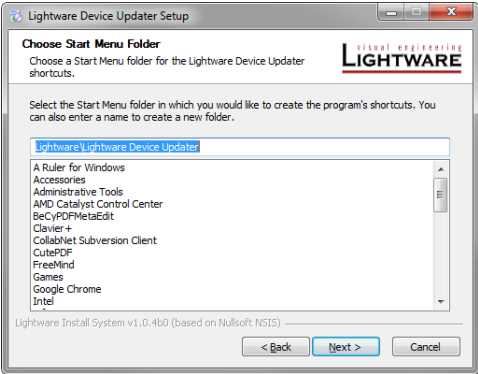 Lightware Device Updater Setup
Choose Start Menu Folder
Choose a Start Menu folder for the Lightware Device Updater
shortcuts.
visual engineering
LIGHTWARE
Select the Start Menu folder in which you would like to create the program's shortcuts. You
can also enter a name to create a new folder.
Lightware\Lightware Device Updater
A Ruler for Windows
Accessories
Administrative Tools
AMD Catalyst Control Center
BeCyPDFMetaEdit
Clavier+
CollabNet Subversion Client
CutePDF
FreeMind
Games
Google Chrome
Intel
Lightware Install System v1.0.4b0 (based on Nullsoft NSIS)
< Back
Next >
Cancel